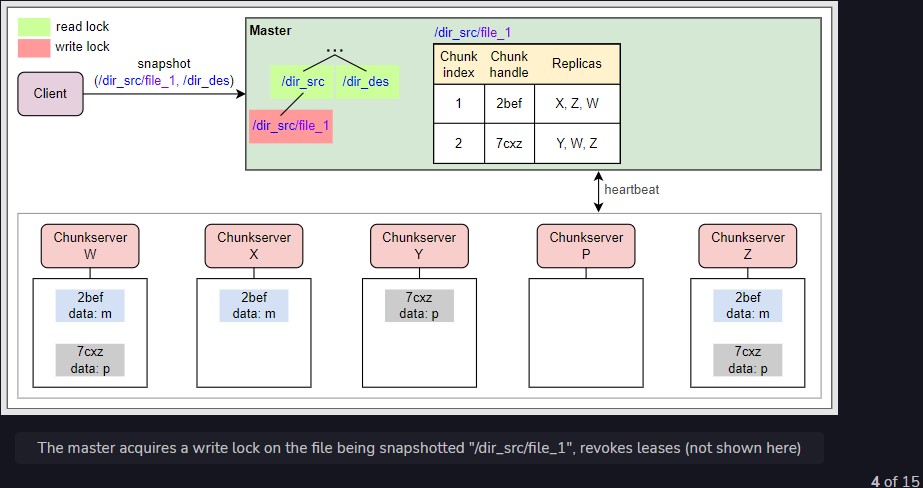 read lock
write lock
snapshot
(/dir_src/file_1, /dir_des)
Client
Master
...
/dir_src
/dir_des
/dir_src/file_1
/dir_src/file_1
Chunk index
Chunk handle
Replicas
1
2bef
X, Z, W
2
7cxz
Y, W, Z
heartbeat
Chunkserver
W
Chunkserver
X
Chunkserver
Y
Chunkserver
P
Chunkserver
Z
2bef
data: m
7cxz
data: p
2bef
data: m
7cxz
data: p
2bef
data: m
7cxz
data: p
The master acquires a write lock on the file being snapshotted "/dir_src/file_1", revokes leases (not shown here)
4 of 15